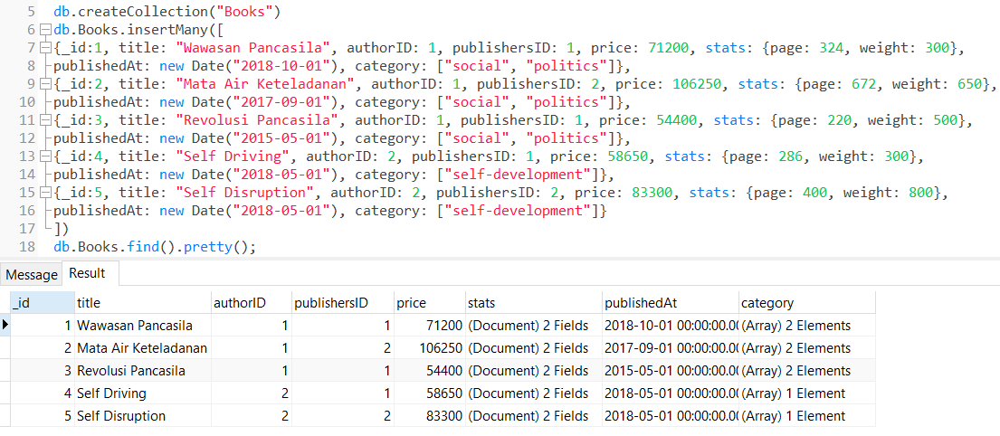 5 db.createCollection("Books")
6 db.Books.insertMany([
7 {_id:1, title: "Wawasan Pancasila", authorID: 1, publishersID: 1, price: 71200, stats: {page: 324, weight: 300},
8 publishedAt: new Date("2018-10-01"), category: ["social", "politics"]},
9 {_id:2, title: "Mata Air Keteladanan", authorID: 1, publishersID: 2, price: 106250, stats: {page: 672, weight: 650},
10 publishedAt: new Date("2017-09-01"), category: ["social", "politics"]},
11 {_id:3, title: "Revolusi Pancasila", authorID: 1, publishersID: 1, price: 54400, stats: {page: 220, weight: 500},
12 publishedAt: new Date("2015-05-01"), category: ["social", "politics"]},
13 {_id:4, title: "Self Driving", authorID: 2, publishersID: 1, price: 58650, stats: {page: 286, weight: 300},
14 publishedAt: new Date("2018-05-01"), category: ["self-development"]},
15 {_id:5, title: "Self Disruption", authorID: 2, publishersID: 2, price: 83300, stats: {page: 400, weight: 800},
16 publishedAt: new Date("2018-05-01"), category: ["self-development"]}
17 ])
18 db.Books.find().pretty();
Message Result
_id title authorID publishersID price stats publishedAt category
1 Wawasan Pancasila 1 1 71200 (Document) 2 Fields 2018-10-01 00:00:00.00 (Array) 2 Elements
2 Mata Air Keteladanan 1 2 106250 (Document) 2 Fields 2017-09-01 00:00:00.00 (Array) 2 Elements
3 Revolusi Pancasila 1 1 54400 (Document) 2 Fields 2015-05-01 00:00:00.00 (Array) 2 Elements
4 Self Driving 2 1 58650 (Document) 2 Fields 2018-05-01 00:00:00.00 (Array) 1 Element
5 Self Disruption 2 2 83300 (Document) 2 Fields 2018-05-01 00:00:00.00 (Array) 1 Element